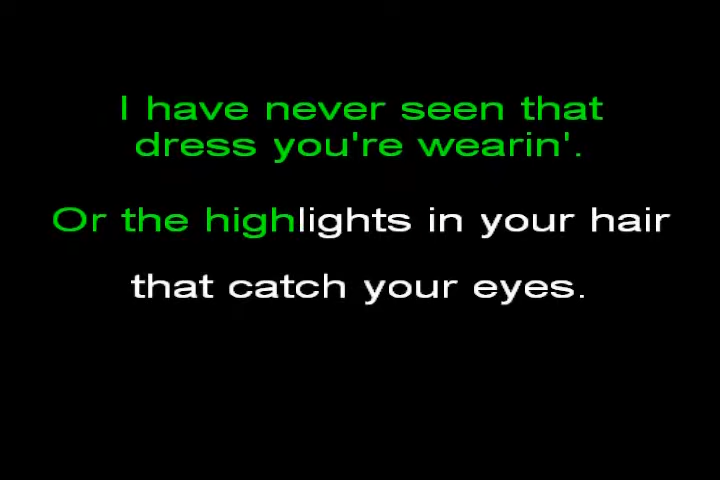 I have never seen that
dress you're wearin'.
Or the highlights in your hair
that catch your eyes.